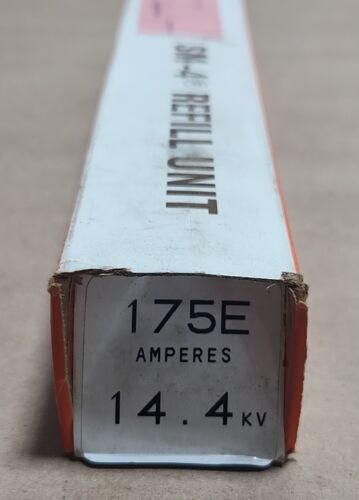 SM-4® REFILL UNIT
175E
AMPERES
14.4 KV